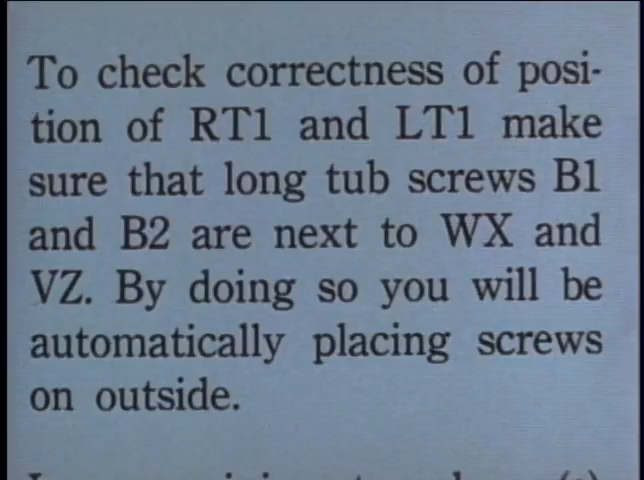 To check correctness of posi-
tion of RT1 and LT1 make
sure that long tub screws B1
and B2 are next to WX and
VZ. By doing so you will be
automatically placing screws
on outside.